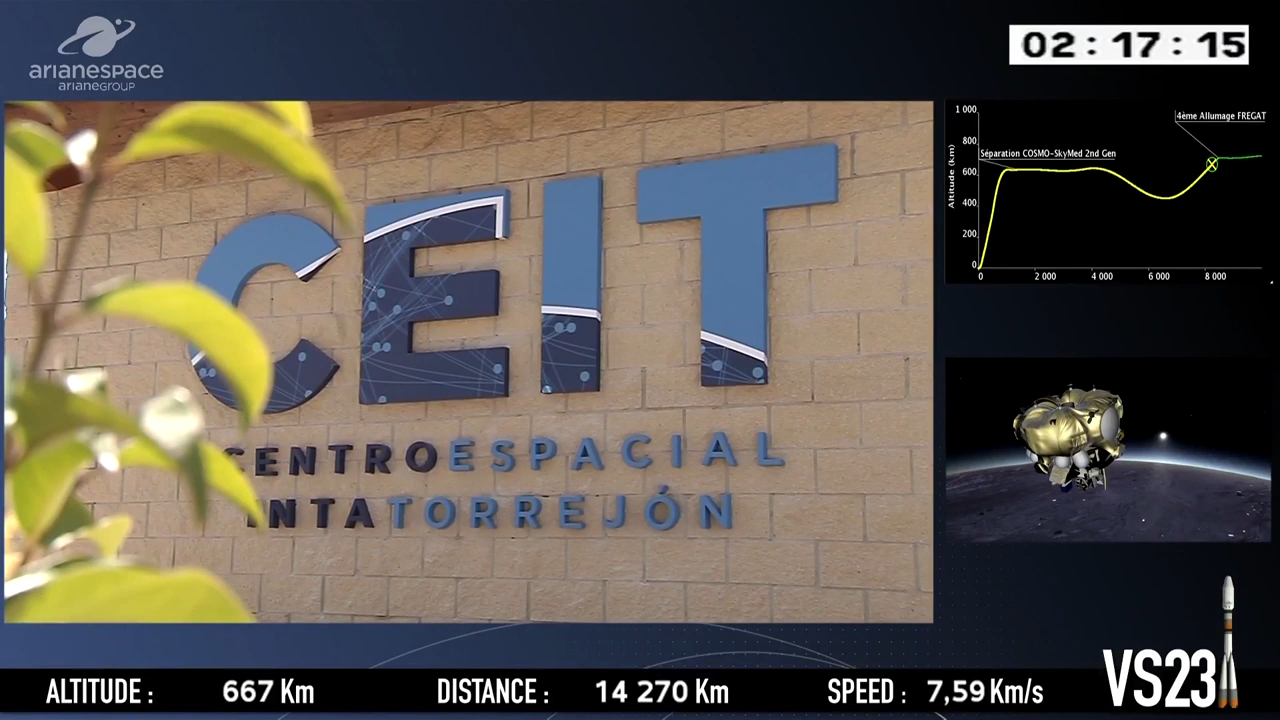 arianespace
arianegroup
02:17:15
CEIT
CENTROESPACIAL
INTATORREJÓN
1 000
800
600
400
200
0
Altitude (km)
4ème Allumage FREGAT
Séparation COSMO-SkyMed 2nd Gen
0
2 000
4 000
6 000
8 000
ALTITUDE : 667 Km DISTANCE : 14 270 Km SPEED : 7,59 Km/s
VS23